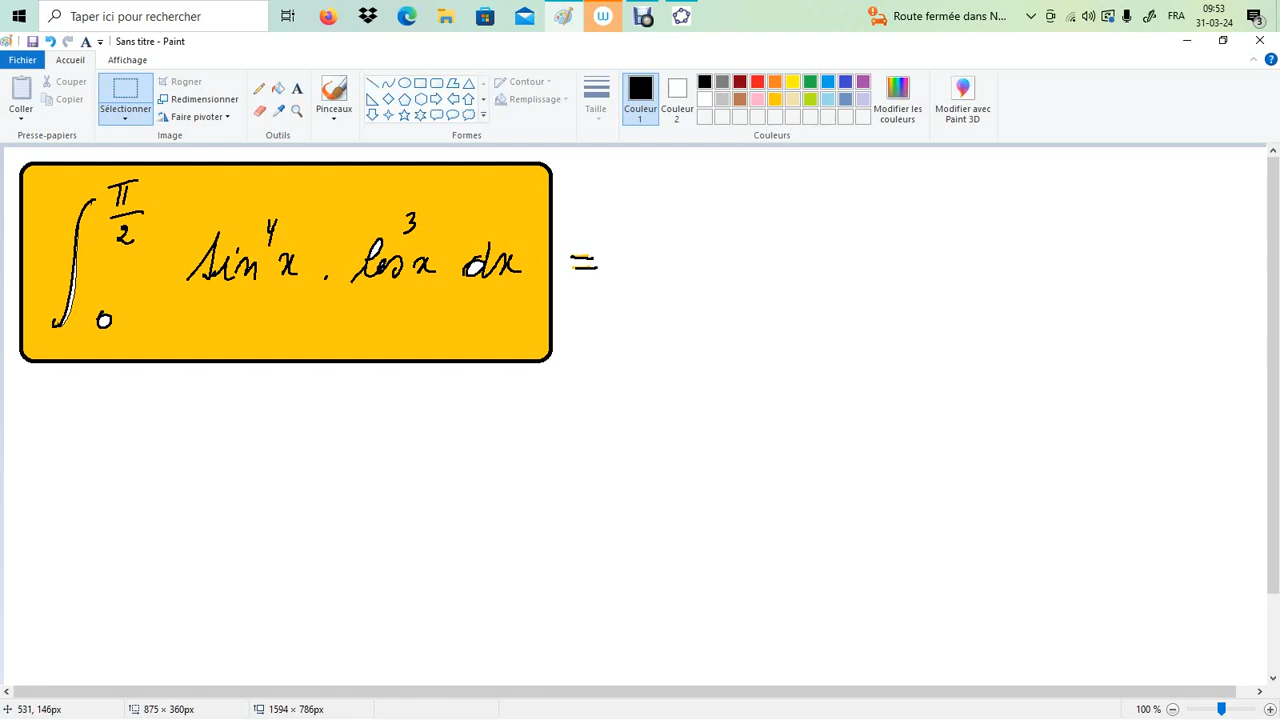 Taper ici pour rechercher
W
Route fermée dans N...
FRA
09:53
31-03-24
3
Sans titre - Paint
Fichier
Accueil
Affichage
Coller
Couper
Copier
Presse-papiers
Sélectionner
Rogner
Redimensionner
Faire pivoter
Image
A
Outils
Pinceaux
Contour
Remplissage
Formes
Taille
Couleur 1
Couleur 2
Modifier les couleurs
Couleurs
Modifier avec Paint 3D
∫₀^(π/2) sin⁴x . cos³x dx =
531, 146px
875 × 360px
1594 × 786px
100 %